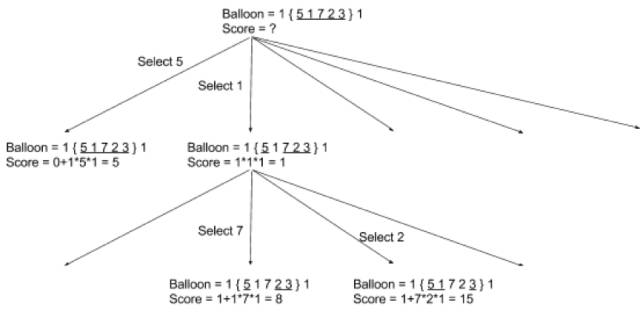 Balloon = 1 { 5 1 7 2 3 } 1
Score = ?
Select 5
Select 1
Balloon = 1 { 5 1 7 2 3 } 1
Score = 0+1*5*1 = 5
Balloon = 1 { 5 1 7 2 3 } 1
Score = 1*1*1 = 1
Select 7
Select 2
Balloon = 1 { 5 1 7 2 3 } 1
Score = 1+1*7*1 = 8
Balloon = 1 { 5 1 7 2 3 } 1
Score = 1+7*2*1 = 15